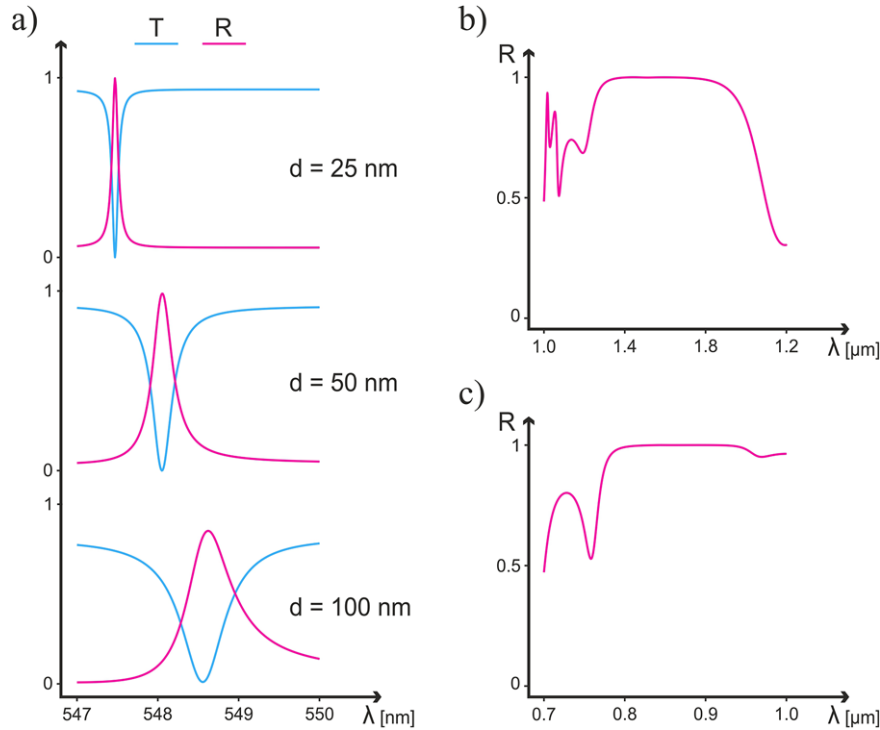 a)
T R
1
d = 25 nm
0
1
d = 50 nm
0
1
d = 100 nm
0
547 548 549 550 λ [nm]
b)
R
1
0.5
0
1.0 1.4 1.8 1.2 λ [µm]
c)
R
1
0.5
0
0.7 0.8 0.9 1.0 λ [µm]